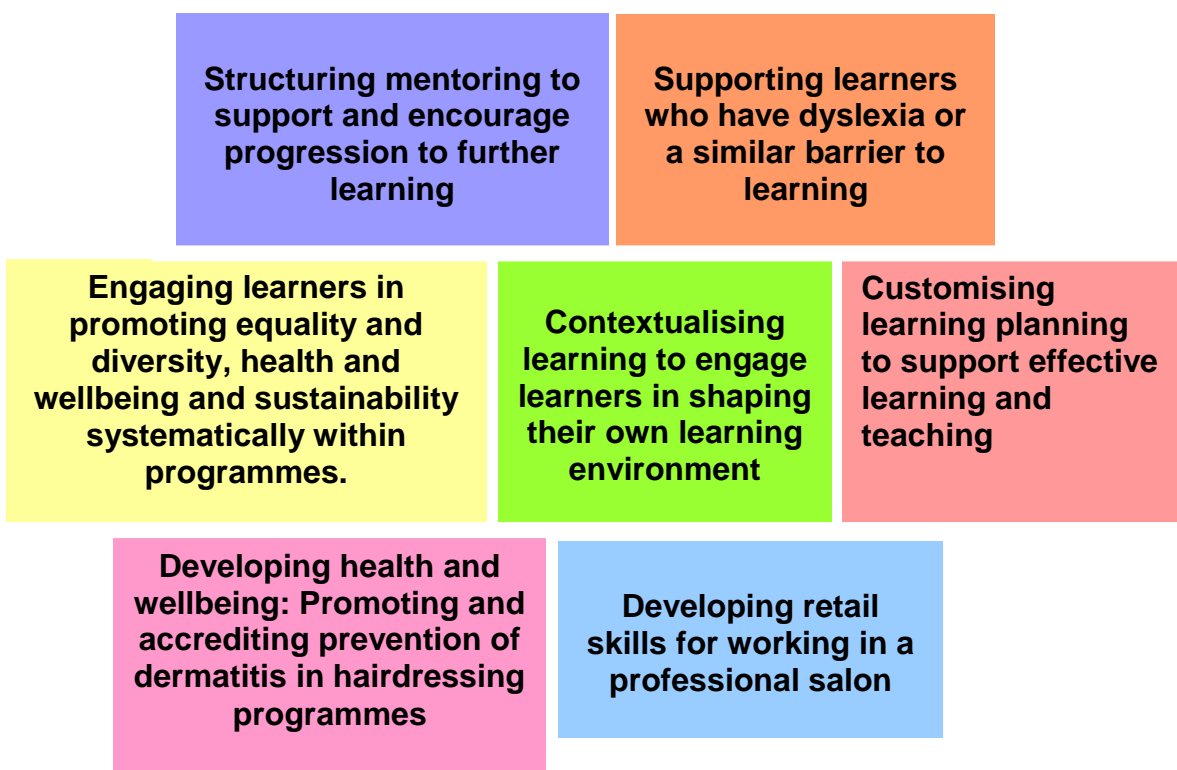 Structuring mentoring to
support and encourage
progression to further
learning
Supporting learners
who have dyslexia or
a similar barrier to
learning
Engaging learners in
promoting equality and
diversity, health and
wellbeing and sustainability
systematically within
programmes.
Contextualising
learning to engage
learners in shaping
their own learning
environment
Customising
learning planning
to support effective
learning and
teaching
Developing health and
wellbeing: Promoting and
accrediting prevention of
dermatitis in hairdressing
programmes
Developing retail
skills for working in a
professional salon